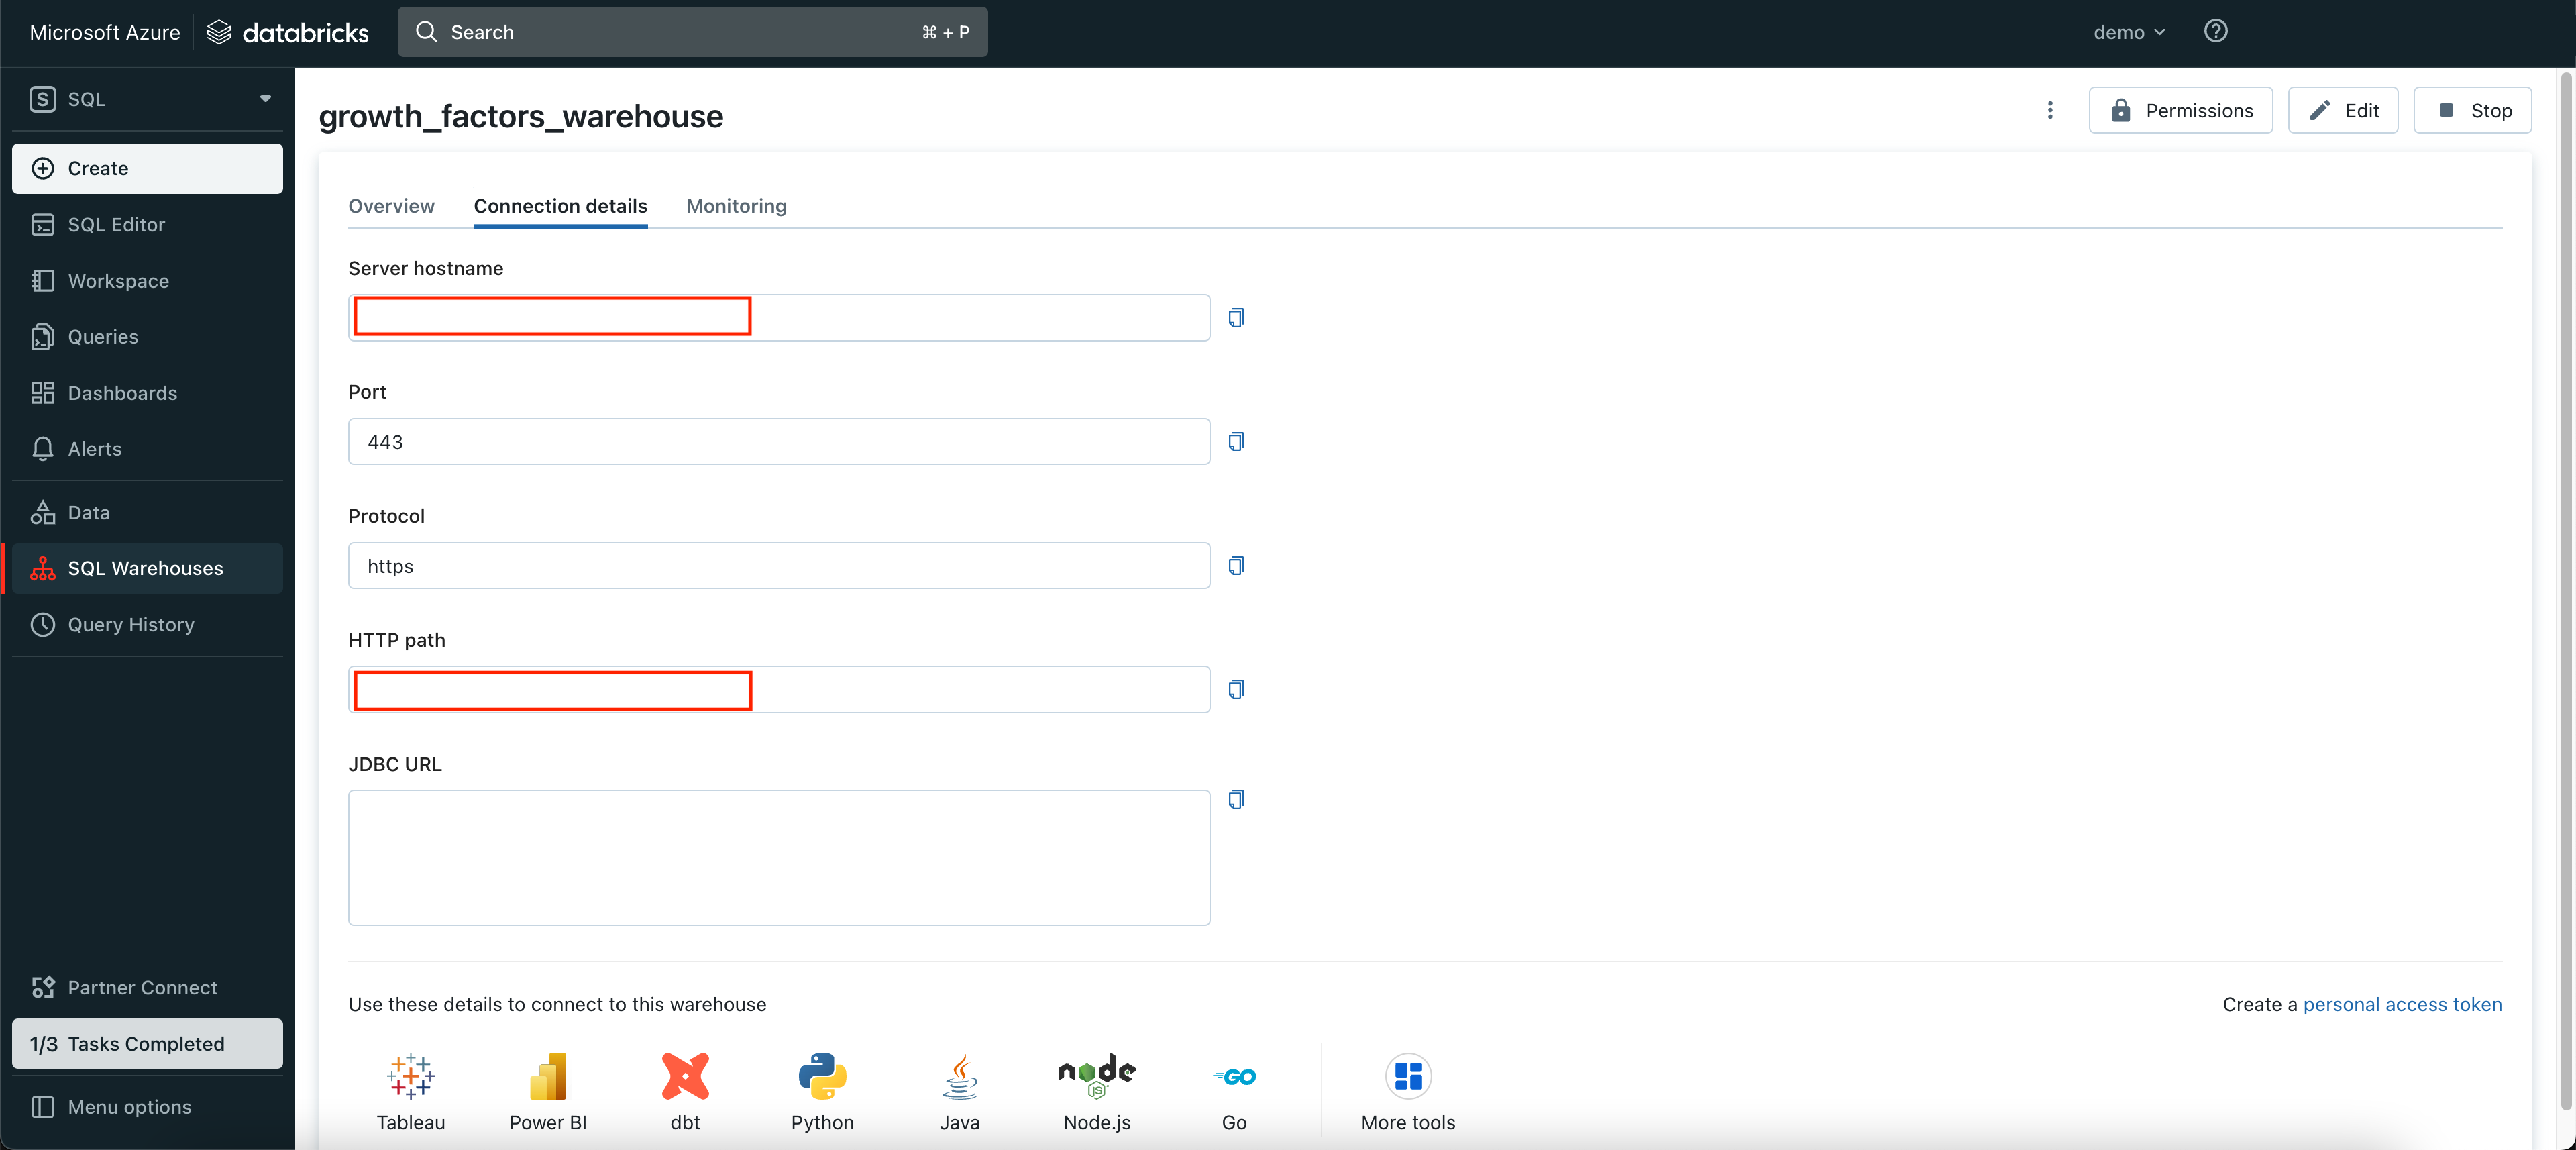 Microsoft Azure databricks Search ⌘ + P demo
S SQL
Create
SQL Editor
Workspace
Queries
Dashboards
Alerts
Data
SQL Warehouses
Query History
Partner Connect
1/3 Tasks Completed
Menu options
growth_factors_warehouse
Permissions Edit Stop
Overview Connection details Monitoring
Server hostname
Port
443
Protocol
https
HTTP path
JDBC URL
Use these details to connect to this warehouse
Create a personal access token
node
JS
GO
Tableau Power BI dbt Python Java Node.js Go More tools